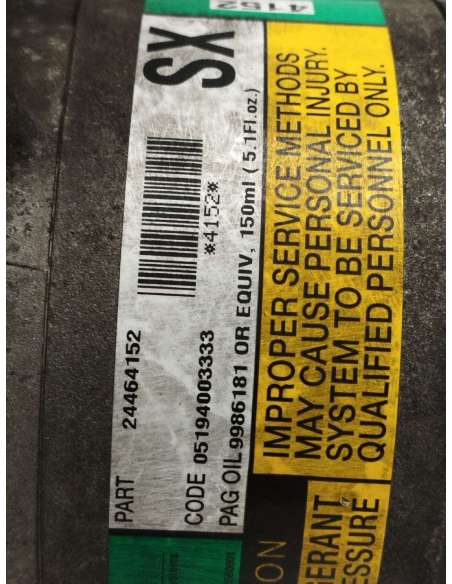 4152
SX
*4152*
PART 24464152
CODE 05194003333
PAG OIL 9986181 OR EQUIV, 150ml ( 5.1Fl.oz.)
IMPROPER SERVICE METHODS
MAY CAUSE PERSONAL INJURY.
SYSTEM TO BE SERVICED BY
QUALIFIED PERSONNEL ONLY.
ON
ERANT
ESSURE